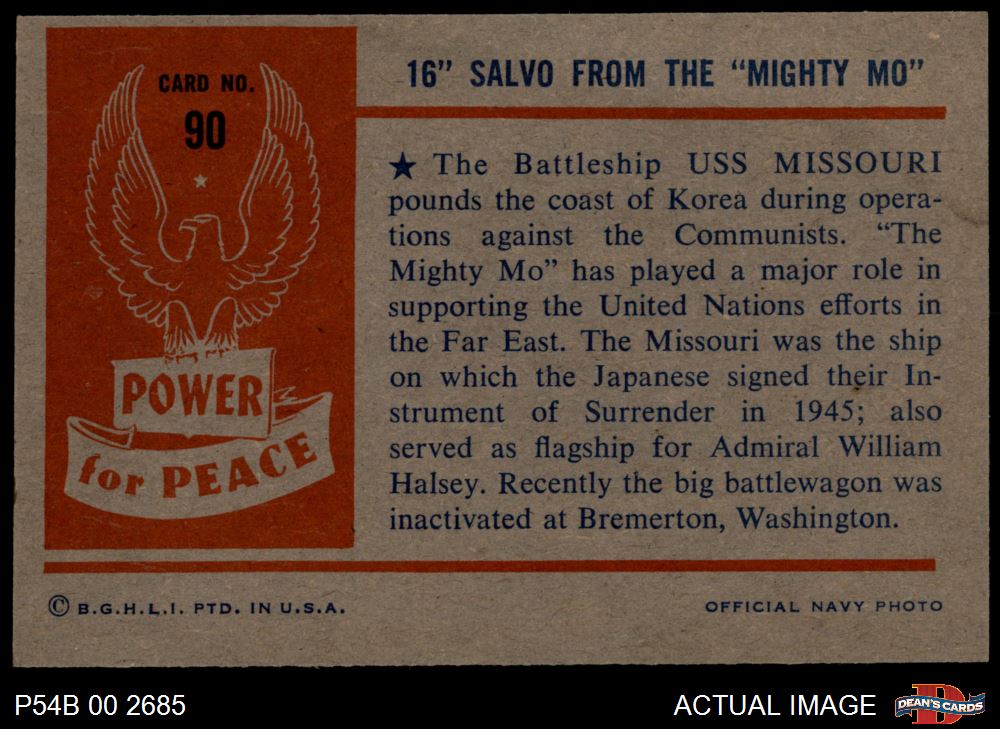 CARD NO.
90
POWER
for PEACE
16” SALVO FROM THE “MIGHTY MO”
★ The Battleship USS MISSOURI
pounds the coast of Korea during opera-
tions against the Communists. “The
Mighty Mo” has played a major role in
supporting the United Nations efforts in
the Far East. The Missouri was the ship
on which the Japanese signed their In-
strument of Surrender in 1945; also
served as flagship for Admiral William
Halsey. Recently the big battlewagon was
inactivated at Bremerton, Washington.
© B.G.H.L.I. PTD. IN U.S.A.
OFFICIAL NAVY PHOTO
P54B 00 2685
ACTUAL IMAGE
D
DEAN'S CARDS